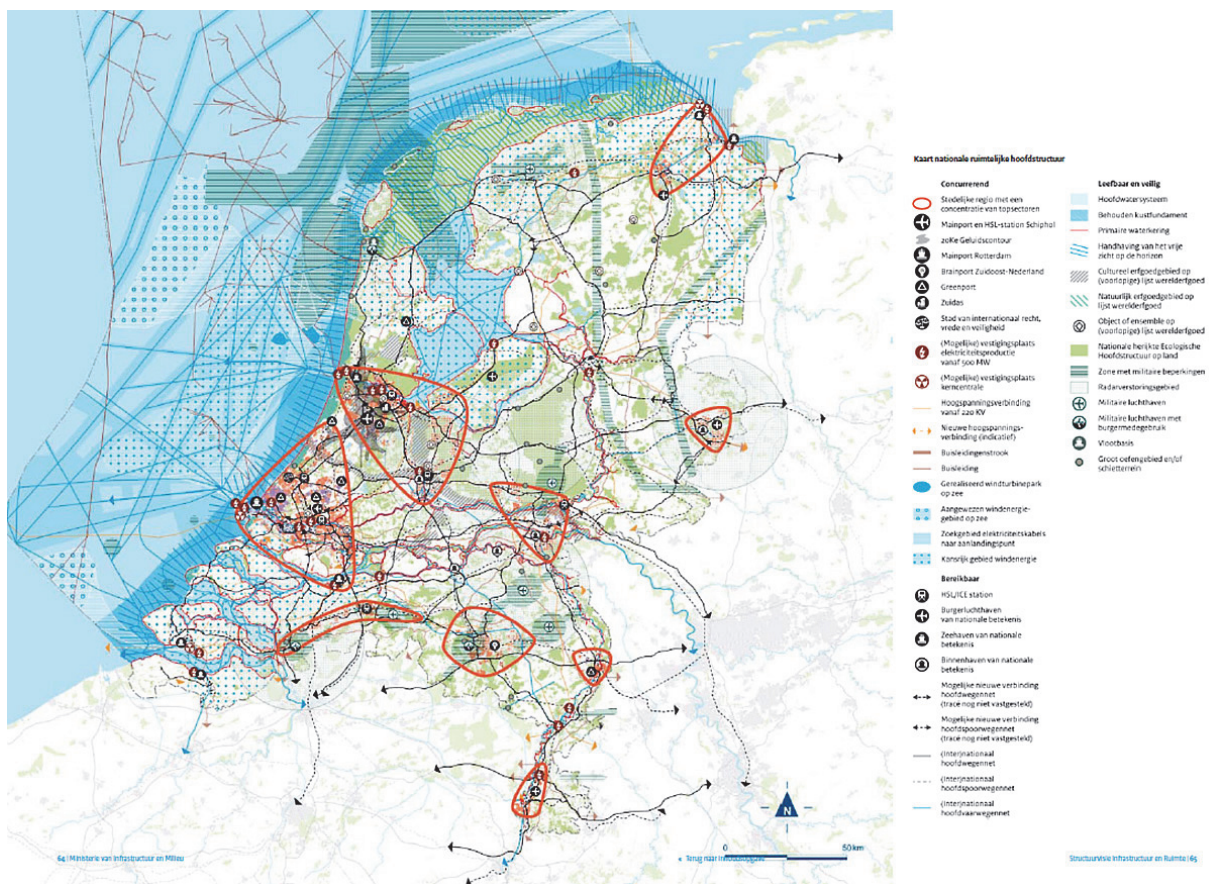 Kaart nationale ruimtelijke hoofdstructuur
Concurrerend
Stedelijke regio met een
concentratie van topsectoren
Mainport en HSL-station Schiphol
20Ke Geluidscontour
Mainport Rotterdam
Brainport Zuidoost-Nederland
Greenport
Zuidas
Stad van internationaal recht,
vrede en veiligheid
(Mogelijke) vestigingsplaats
elektriciteitsproductie
vanaf 500 MW
(Mogelijke) vestigingsplaats
kerncentrale
Hoogspanningsverbinding
vanaf 220 KV
Nieuwe hoogspannings-
verbinding (indicatief)
Buisleidingenstrook
Buisleiding
Gerealiseerd windturbinepark
op zee
Aangewezen windenergie-
gebied op zee
Zoekgebied elektriciteitskabels
naar aanlandingspunt
Kansrijk gebied windenergie
Bereikbaar
HSL/ICE station
Burgerluchthaven
van nationale betekenis
Zeehaven van nationale
betekenis
Binnenhaven van nationale
betekenis
Mogelijke nieuwe verbinding
hoofdwegennet
(tracé nog niet vastgesteld)
Mogelijke nieuwe verbinding
hoofdspoorwegennet
(tracé nog niet vastgesteld)
(Inter)nationaal
hoofdwegennet
(Inter)nationaal
hoofdspoorwegennet
(Inter)nationaal
hoofdvaarwegennet
Leefbaar en veilig
Hoofdwatersysteem
Behouden kustfundament
Primaire waterkering
Handhaving van het vrije
zicht op de horizon
Cultureel erfgoedgebied op
(voorlopige) lijst werelderfgoed
Natuurlijk erfgoedgebied op
lijst werelderfgoed
Object of ensemble op
(voorlopige) lijst werelderfgoed
Nationale herijkte Ecologische
Hoofdstructuur op land
Zone met militaire beperkingen
Radarverstoringsgebied
Militaire luchthaven
Militaire luchthaven met
burgermedegebruik
Vlootbasis
Groot oefengebied en/of
schietterrein
N
0 50 km
64 | Ministerie van Infrastructuur en Milieu
Terug naar inhoudsopgave
Structuurvisie Infrastructuur en Ruimte | 65